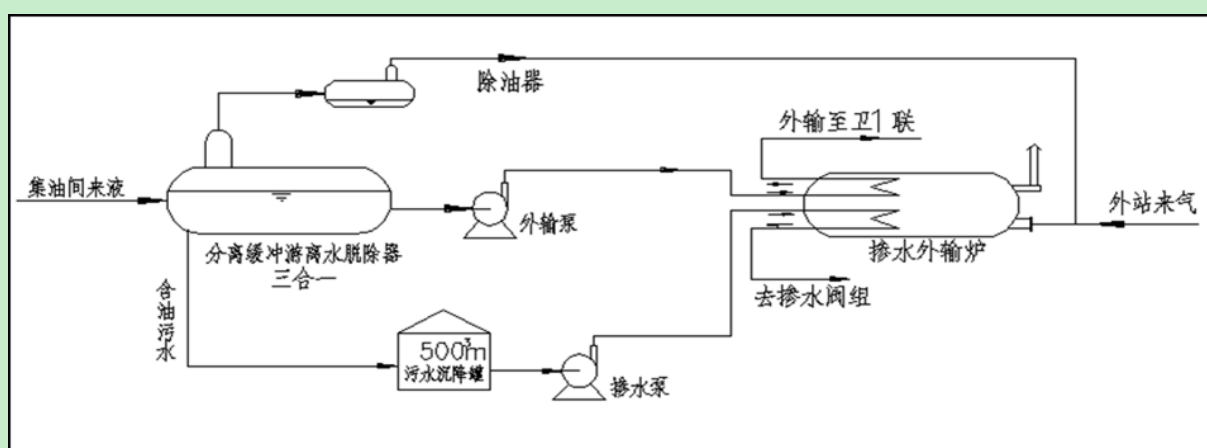 除油器
外输至卫1联
集油间来液
外输泵
外站来气
分离缓冲游离水脱除器
三合一
掺水外输炉
去掺水阀组
含油污水
500m³
污水沉降罐
掺水泵